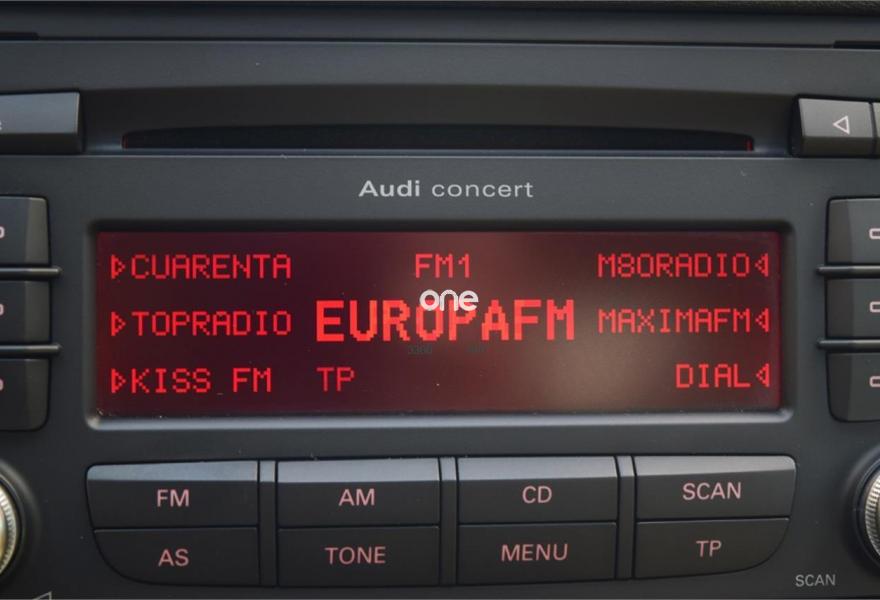 Audi concert
CUARENTA FM1 M80RADIO
TOPRADIO EUROPAFM MAXIMAFM
one
KISS FM TP DIAL
FM AM CD SCAN
AS TONE MENU TP
SCAN